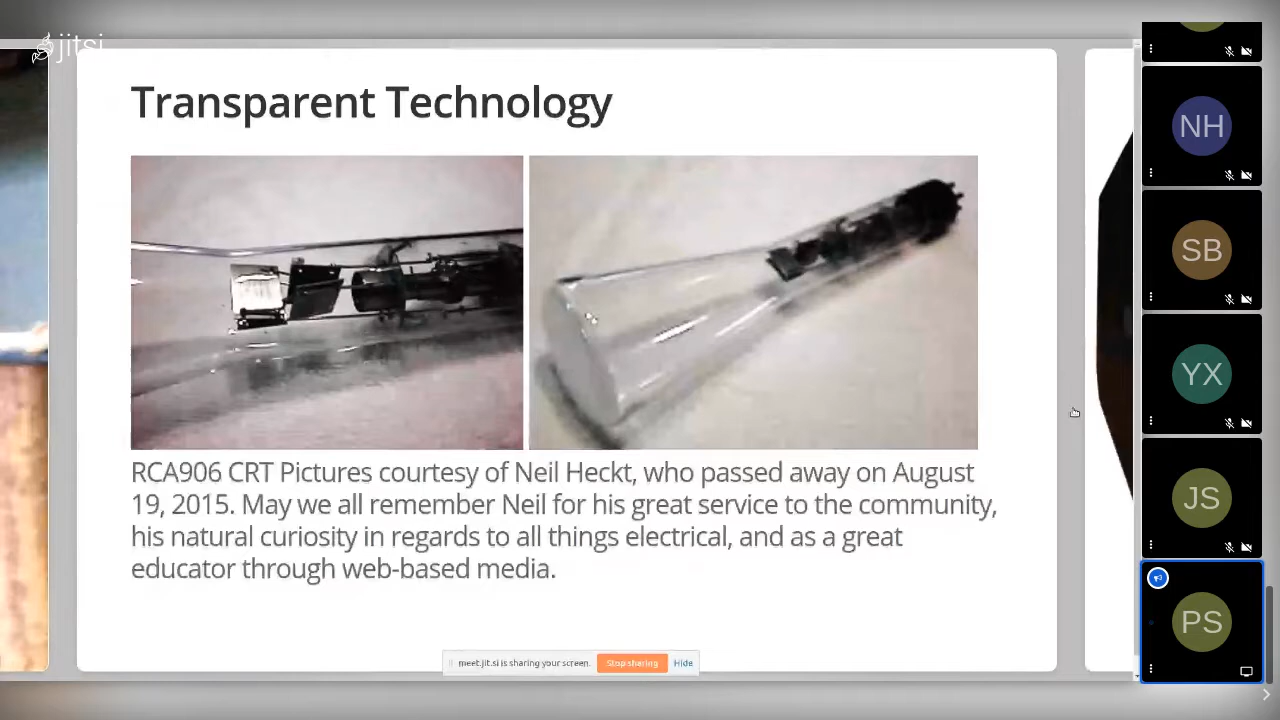 jitsi
Transparent Technology
RCA906 CRT Pictures courtesy of Neil Heckt, who passed away on August
19, 2015. May we all remember Neil for his great service to the community,
his natural curiosity in regards to all things electrical, and as a great
educator through web-based media.
meet.jit.si is sharing your screen.
Stop sharing
Hide
NH
SB
YX
JS
PS